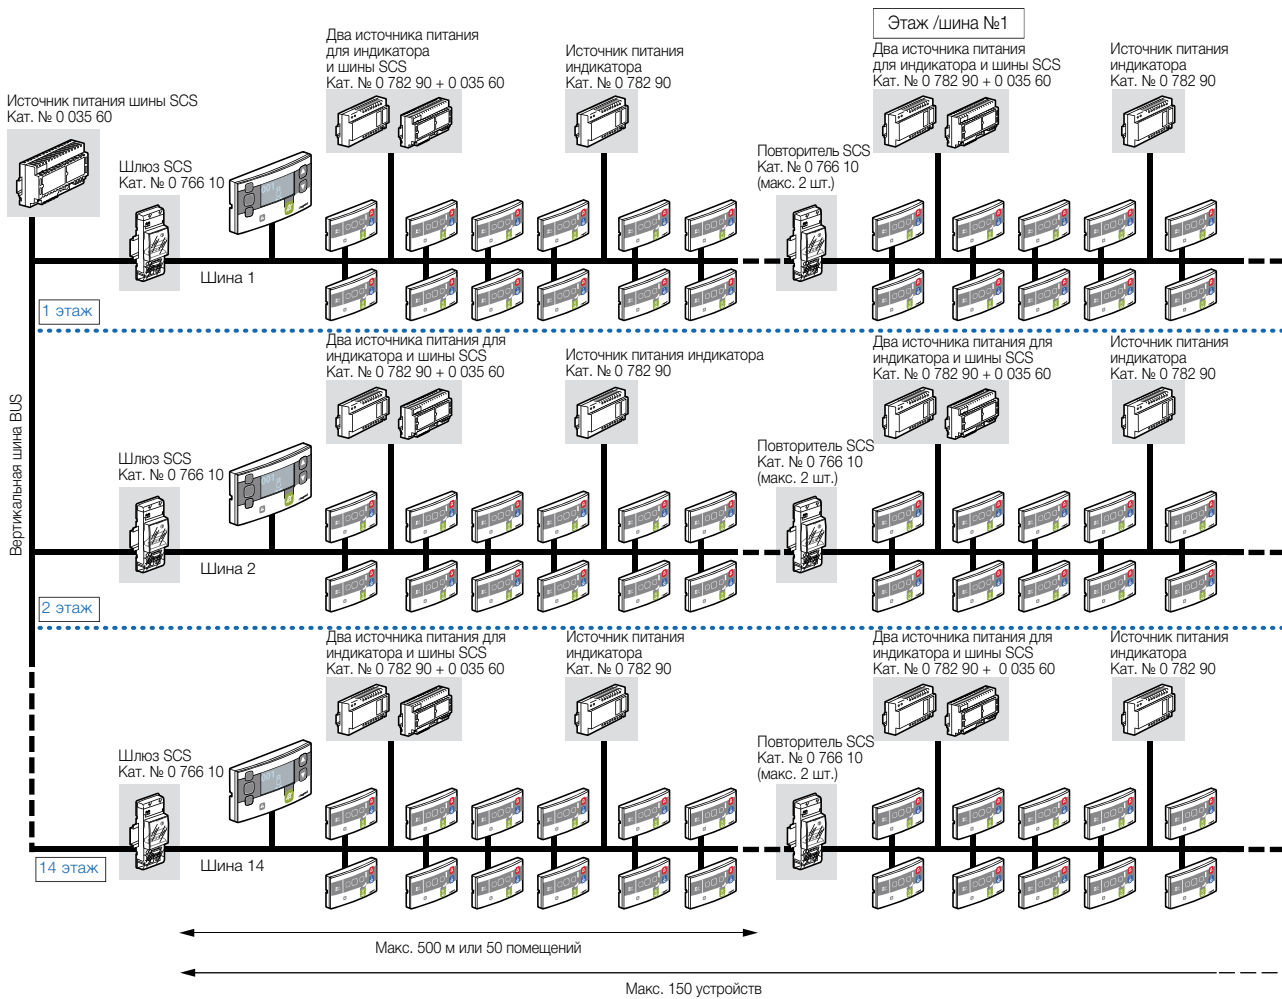 Этаж /шина №1
Два источника питания
для индикатора
и шины SCS
Кат. № 0 782 90 + 0 035 60
Источник питания
индикатора
Кат. № 0 782 90
Два источника питания
для индикатора и шины SCS
Кат. № 0 782 90 + 0 035 60
Источник питания
индикатора
Кат. № 0 782 90
Источник питания шины SCS
Кат. № 0 035 60
Шлюз SCS
Кат. № 0 766 10
Повторитель SCS
Кат. № 0 766 10
(макс. 2 шт.)
001
Шина 1
1 этаж
Вертикальная шина BUS
Два источника питания для
индикатора и шины SCS
Кат. № 0 782 90 + 0 035 60
Источник питания индикатора
Кат. № 0 782 90
Два источника питания для
индикатора и шины SCS
Кат. № 0 782 90 + 0 035 60
Источник питания
индикатора
Кат. № 0 782 90
Шлюз SCS
Кат. № 0 766 10
Повторитель SCS
Кат. № 0 766 10
(макс. 2 шт.)
001
Шина 2
2 этаж
Два источника питания для
индикатора и шины SCS
Кат. № 0 782 90 + 0 035 60
Источник питания
индикатора
Кат. № 0 782 90
Два источника питания для
индикатора и шины SCS
Кат. № 0 782 90 + 0 035 60
Источник питания
индикатора
Кат. № 0 782 90
Шлюз SCS
Кат. № 0 766 10
Повторитель SCS
Кат. № 0 766 10
(макс. 2 шт.)
001
Шина 14
14 этаж
Макс. 500 м или 50 помещений
Макс. 150 устройств